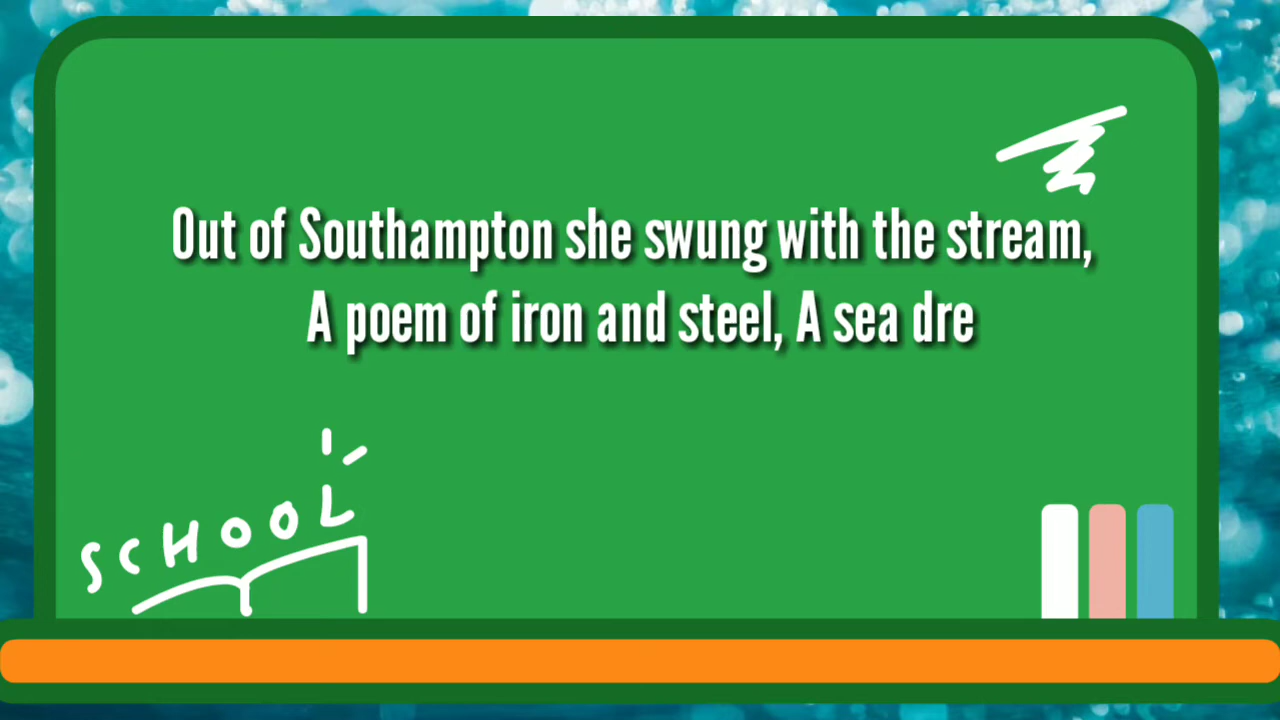 Out of Southampton she swung with the stream,
A poem of iron and steel, A sea dre
SCHOOL